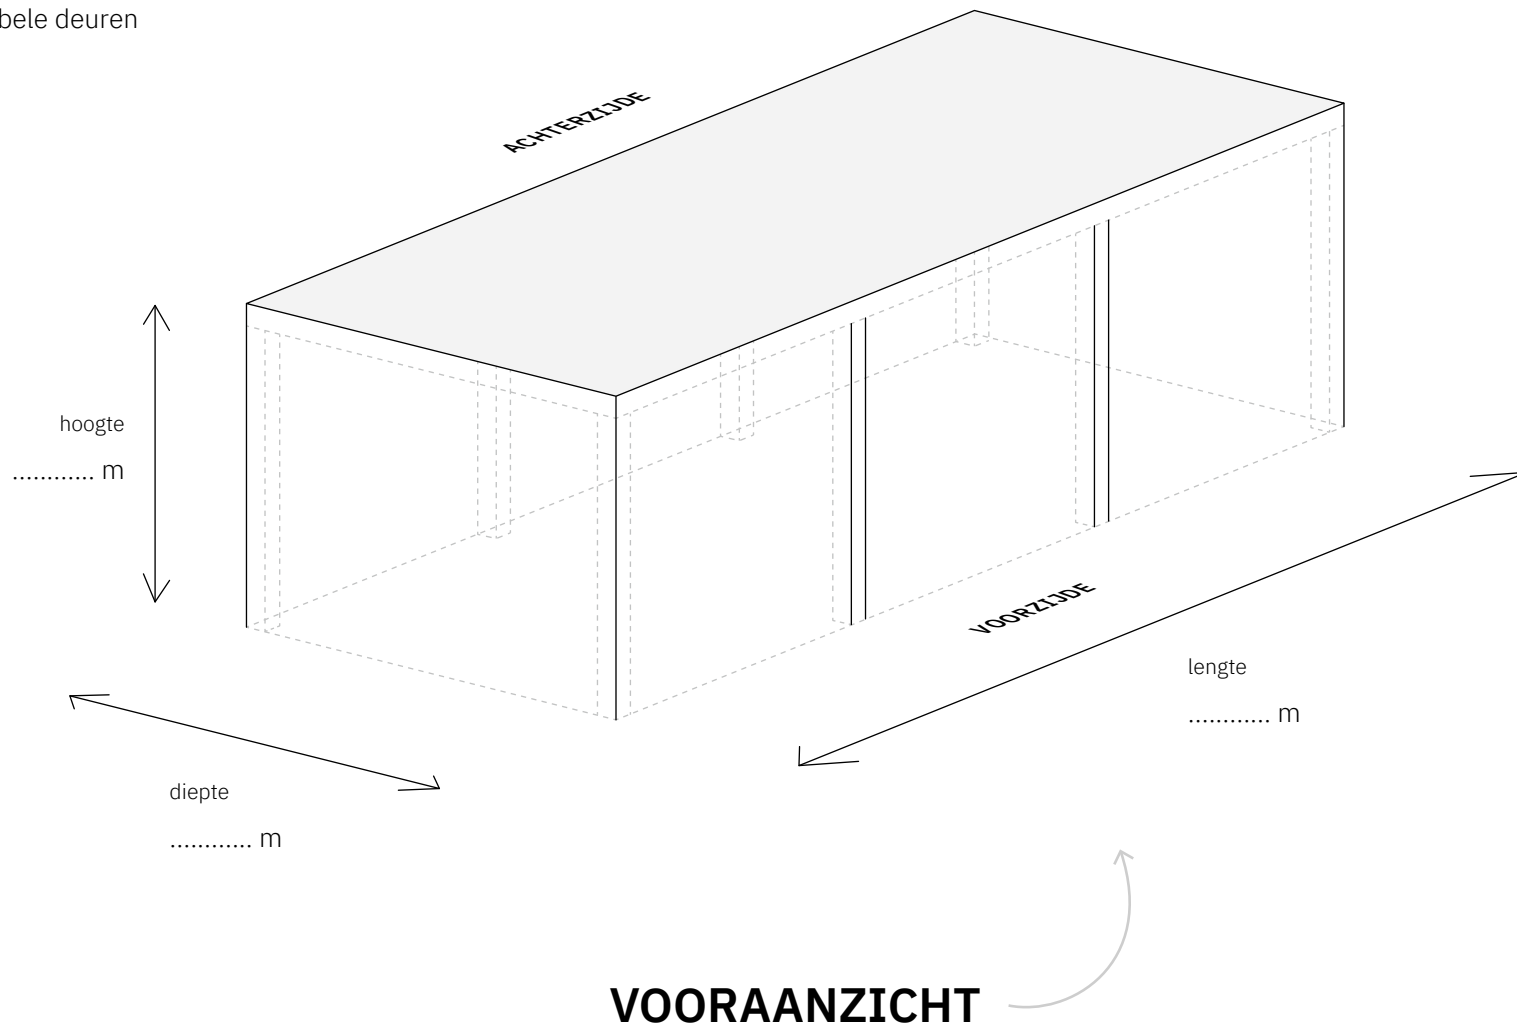 bele deuren
ACHTERZIJDE
hoogte
............ m
VOORZIJDE
lengte
............ m
diepte
............ m
VOORAANZICHT